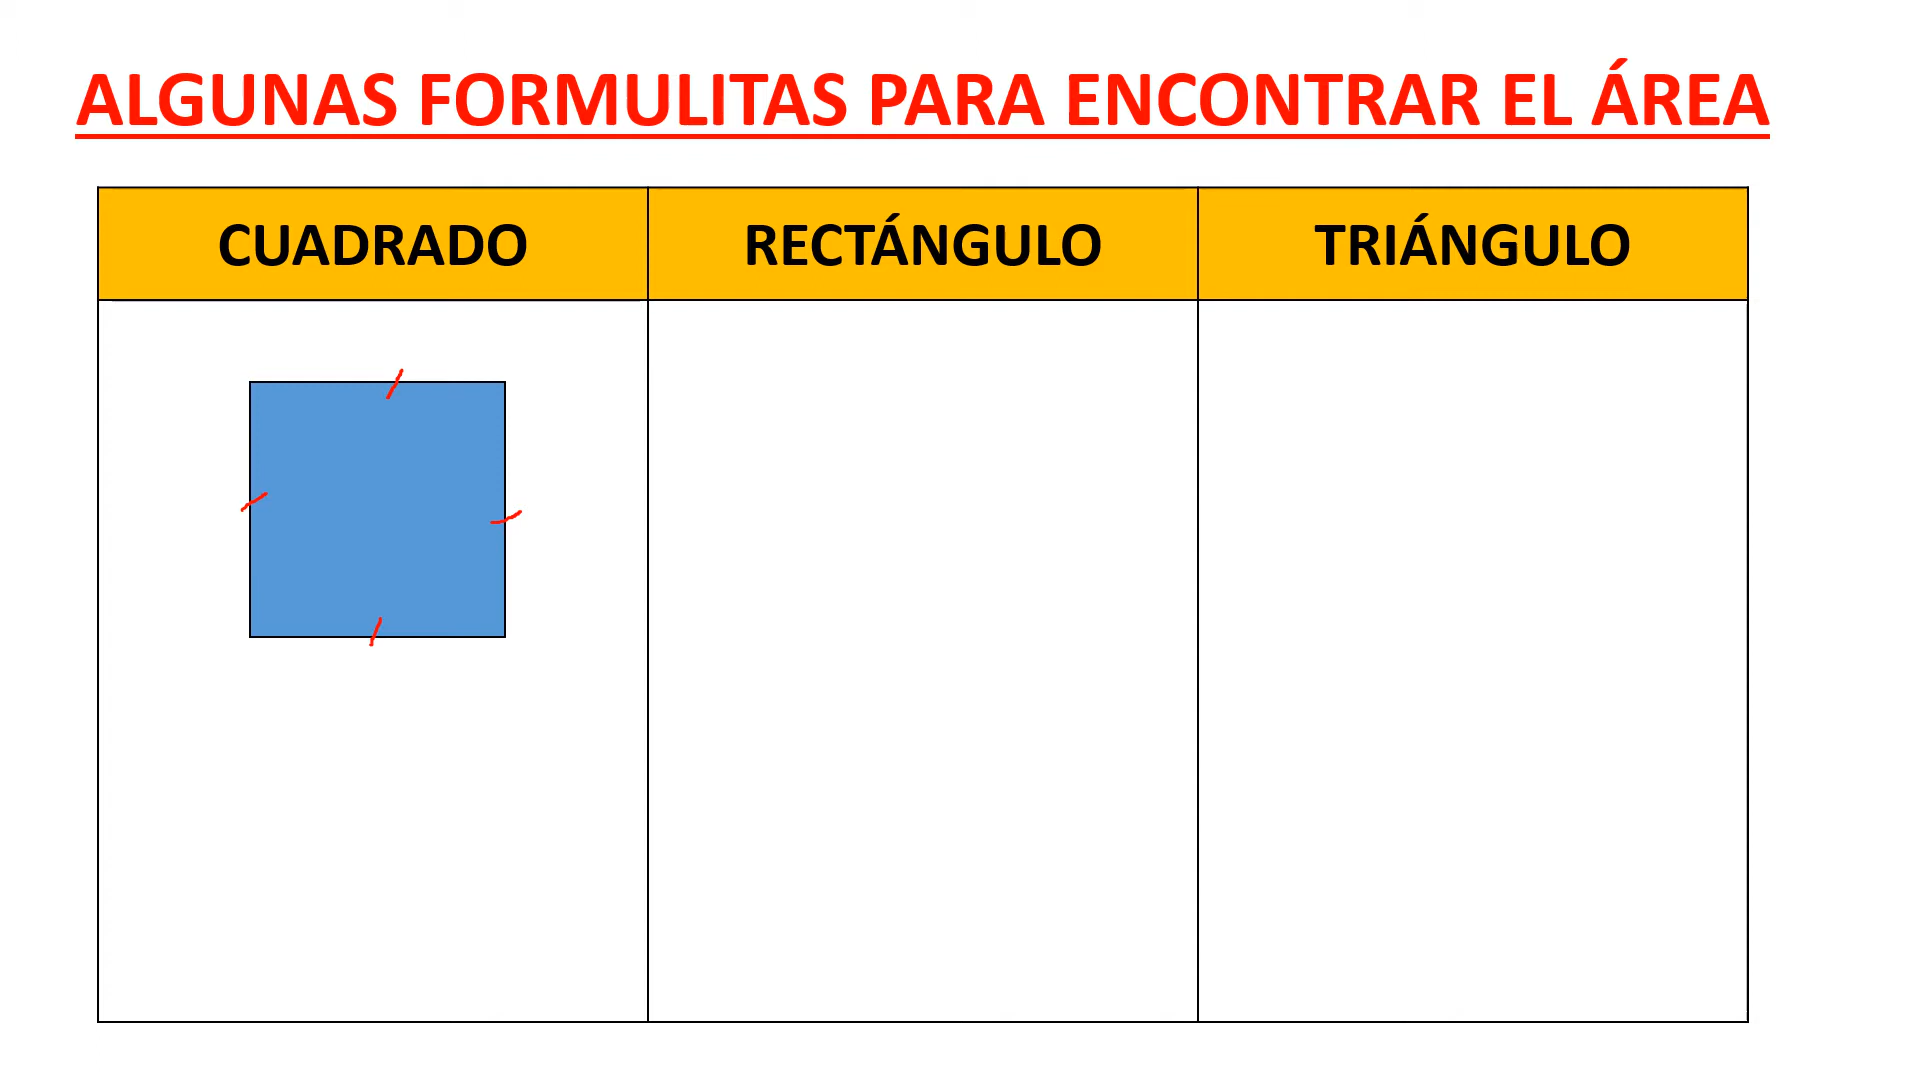 ALGUNAS FORMULITAS PARA ENCONTRAR EL ÁREA
CUADRADO
RECTÁNGULO
TRIÁNGULO